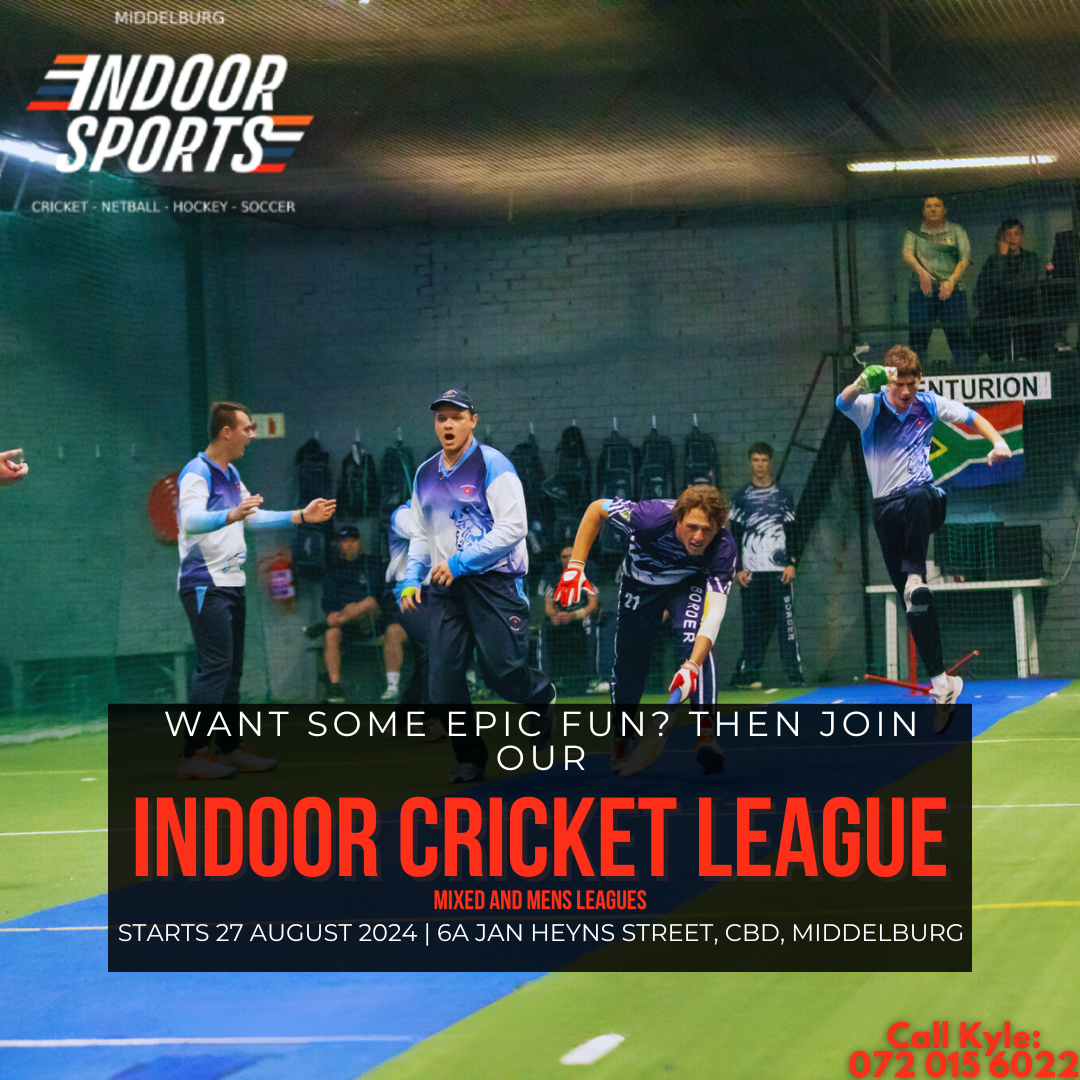 MIDDELBURG
INDOOR
SPORTS
CRICKET - NETBALL - HOCKEY - SOCCER
ENTURION
21
BORDER
BORDER
WANT SOME EPIC FUN? THEN JOIN
OUR
INDOOR CRICKET LEAGUE
MIXED AND MENS LEAGUES
STARTS 27 AUGUST 2024 | 6A JAN HEYNS STREET, CBD, MIDDELBURG
Call Kyle:
072 015 6022